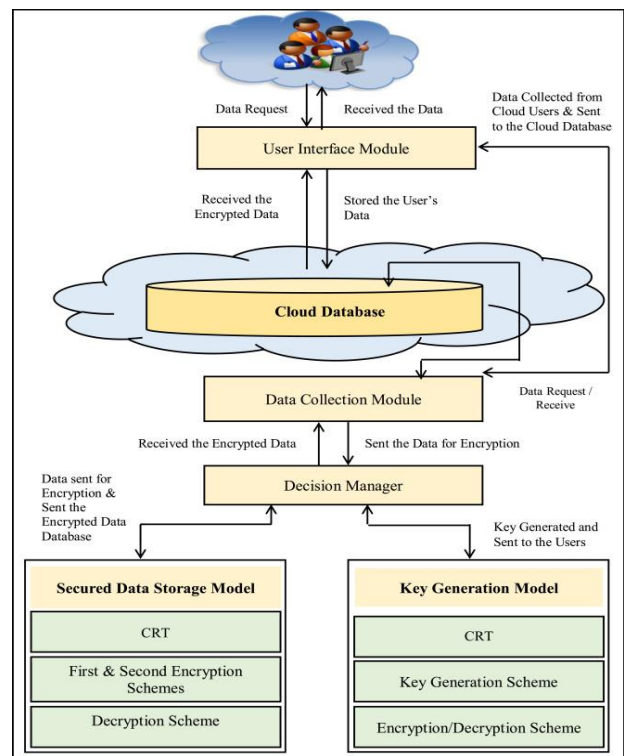 Data Request
Received the Data
Data Collected from
Cloud Users & Sent
to the Cloud Database
User Interface Module
Received the
Encrypted Data
Stored the User's
Data
Cloud Database
Data Collection Module
Data Request /
Receive
Received the Encrypted Data
Sent the Data for Encryption
Decision Manager
Data sent for
Encryption &
Sent the
Encrypted Data
Database
Key Generated and
Sent to the Users
Secured Data Storage Model
CRT
First & Second Encryption
Schemes
Decryption Scheme
Key Generation Model
CRT
Key Generation Scheme
Encryption/Decryption Scheme